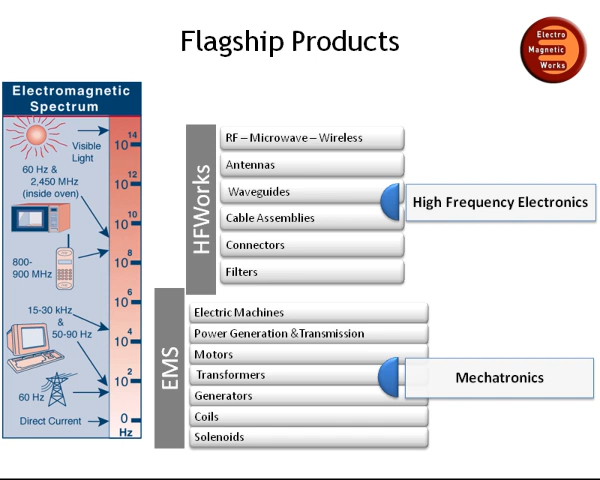 Flagship Products
Electro
Magnetic
Works
Electromagnetic
Spectrum
Visible
Light
60 Hz &
2,450 MHz
(inside oven)
800-
900 MHz
15-30 kHz
&
50-90 Hz
60 Hz
Direct Current
10 14
10 12
10 10
10 8
10 6
10 4
10 2
0
Hz
HFWorks
RF – Microwave – Wireless
Antennas
Waveguides
Cable Assemblies
Connectors
Filters
High Frequency Electronics
EMS
Electric Machines
Power Generation &Transmission
Motors
Transformers
Generators
Coils
Solenoids
Mechatronics